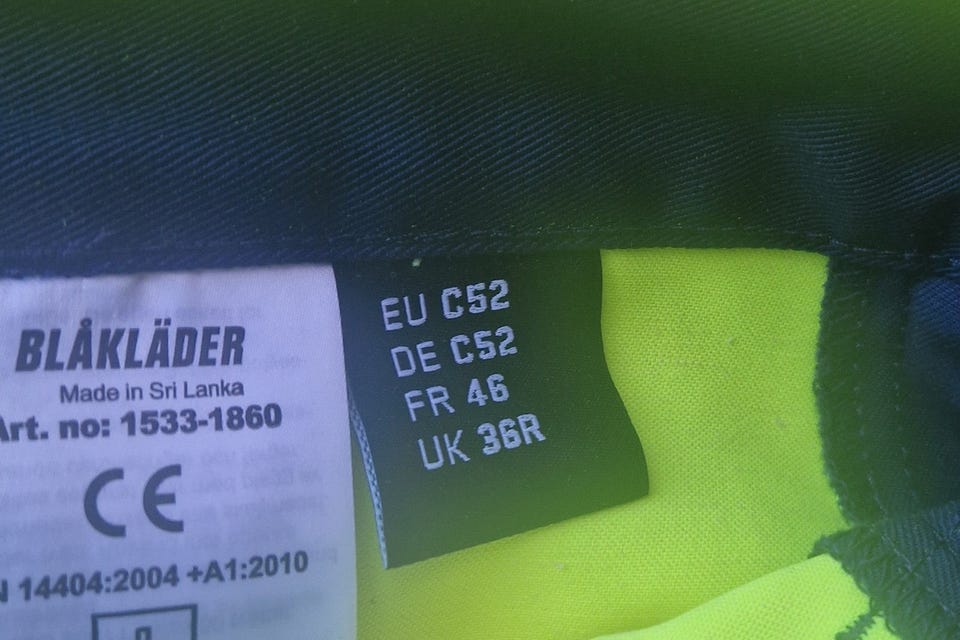 BLÅKLÄDER
Made in Sri Lanka
Art. no: 1533-1860
CE
14404:2004 +A1:2010
EU C52
DE C52
FR 46
UK 36R